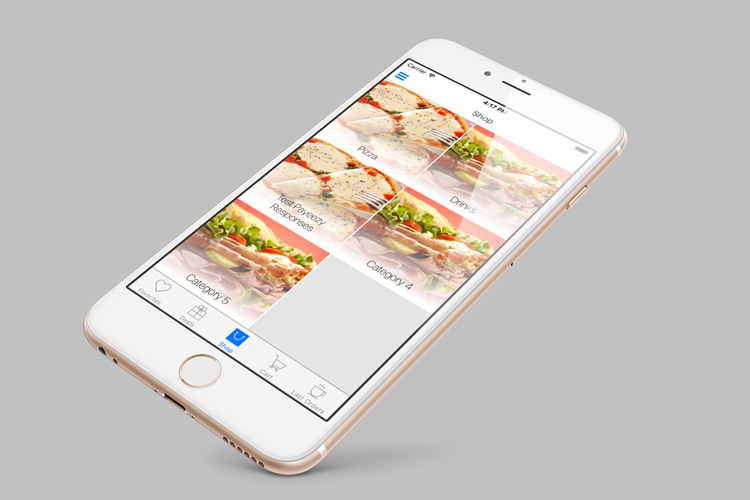 Carrier
4:17 PM
Shop
Pizza
Drinks
Test Payeezy
Responses
Category 4
Category 5
Favorites
Deals
Shop
Cart
Last Orders